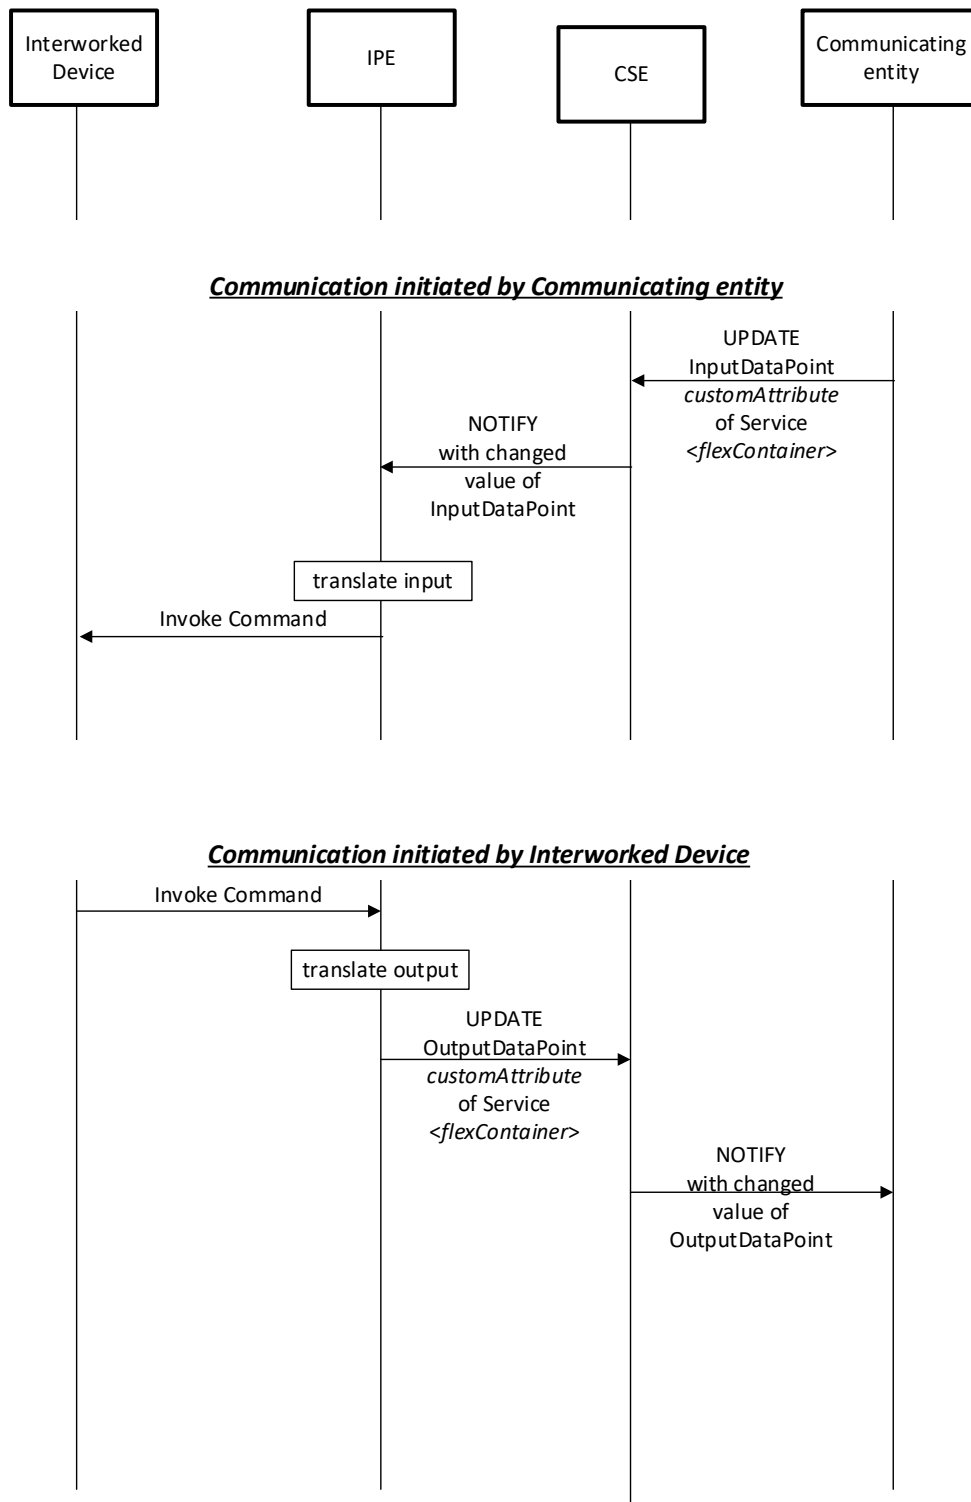 Interworked
Device
IPE
CSE
Communicating
entity
Communication initiated by Communicating entity
UPDATE
InputDataPoint
customAttribute
of Service
<flexContainer>
NOTIFY
with changed
value of
InputDataPoint
translate input
Invoke Command
Communication initiated by Interworked Device
Invoke Command
translate output
UPDATE
OutputDataPoint
customAttribute
of Service
<flexContainer>
NOTIFY
with changed
value of
OutputDataPoint